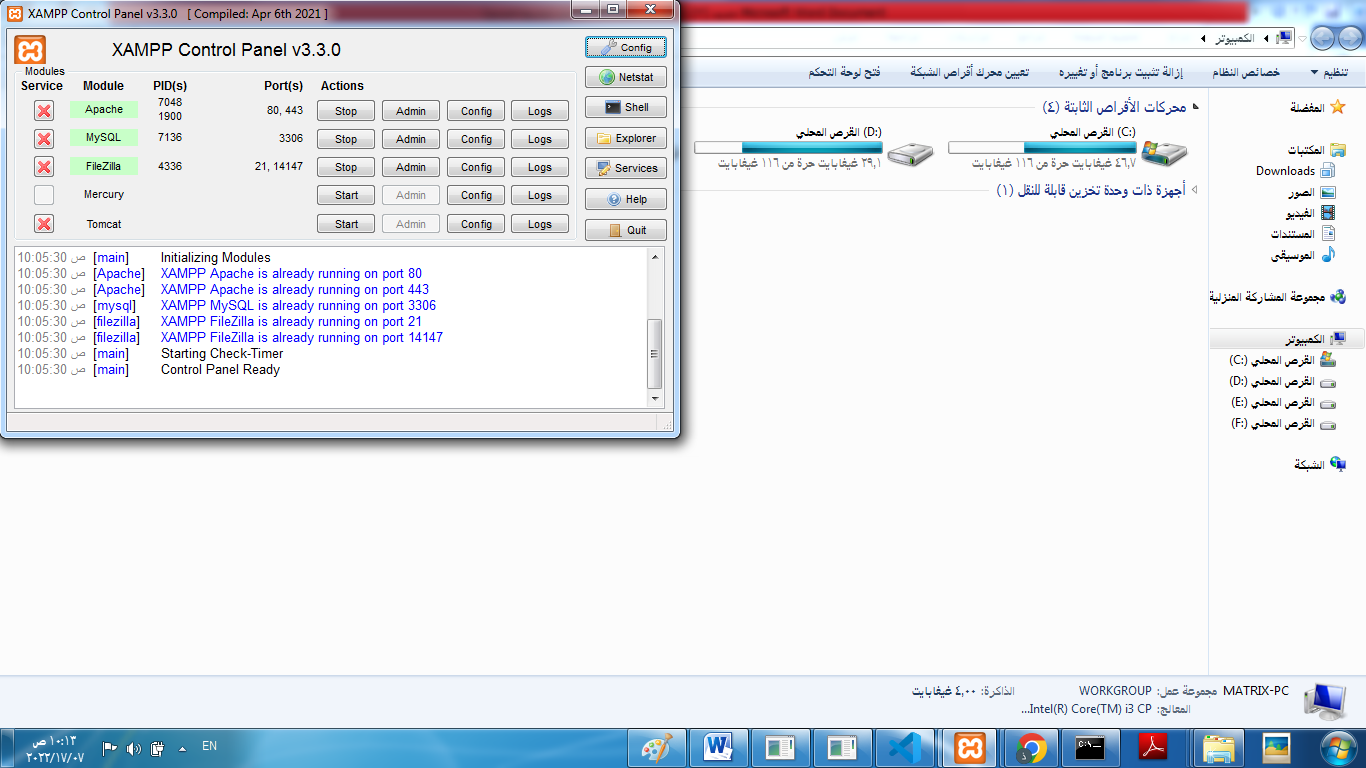 XAMPP Control Panel v3.3.0 [ Compiled: Apr 6th 2021 ]
XAMPP Control Panel v3.3.0
Config
Modules
Service Module PID(s) Port(s) Actions
Netstat
Apache 7048 1900 80, 443 Stop Admin Config Logs
Shell
MySQL 7136 3306 Stop Admin Config Logs
Explorer
FileZilla 4336 21, 14147 Stop Admin Config Logs
Services
Mercury Start Admin Config Logs
Help
Tomcat Start Admin Config Logs
Quit
10:05:30 ص [main] Initializing Modules
10:05:30 ص [Apache] XAMPP Apache is already running on port 80
10:05:30 ص [Apache] XAMPP Apache is already running on port 443
10:05:30 ص [mysql] XAMPP MySQL is already running on port 3306
10:05:30 ص [filezilla] XAMPP FileZilla is already running on port 21
10:05:30 ص [filezilla] XAMPP FileZilla is already running on port 14147
10:05:30 ص [main] Starting Check-Timer
10:05:30 ص [main] Control Panel Ready
الكمبيوتر
تنظيم خصائص النظام إزالة تثبيت برنامج أو تغييره تعيين محرك أقراص الشبكة فتح لوحة التحكم
المفضلة
المكتبات
Downloads
الصور
الفيديو
المستندات
الموسيقى
مجموعة المشاركة المنزلية
الكمبيوتر
القرص المحلي (C:)
القرص المحلي (D:)
القرص المحلي (E:)
القرص المحلي (F:)
الشبكة
محركات الأقراص الثابتة (٤)
القرص المحلي (C:)
٤٦,٧ غيغابايت حرة من ١١٦ غيغابايت
القرص المحلي (D:)
٣٩,١ غيغابايت حرة من ١١٦ غيغابايت
أجهزة ذات وحدة تخزين قابلة للنقل (١)
MATRIX-PC مجموعة عمل: WORKGROUP الذاكرة: ٤,٠٠ غيغابايت
المعالج: Intel(R) Core(TM) i3 CP...
EN
١٠:١٣ ص
٢٠٢٣/١٧/٠٧